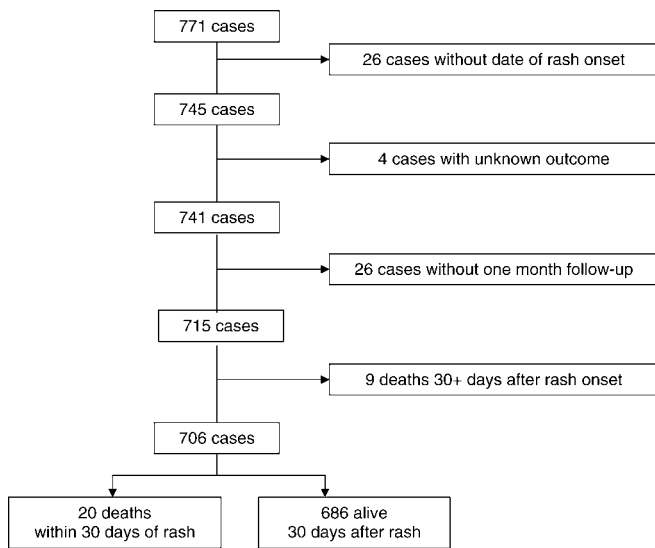 771 cases
26 cases without date of rash onset
745 cases
4 cases with unknown outcome
741 cases
26 cases without one month follow-up
715 cases
9 deaths 30+ days after rash onset
706 cases
20 deaths
within 30 days of rash
686 alive
30 days after rash